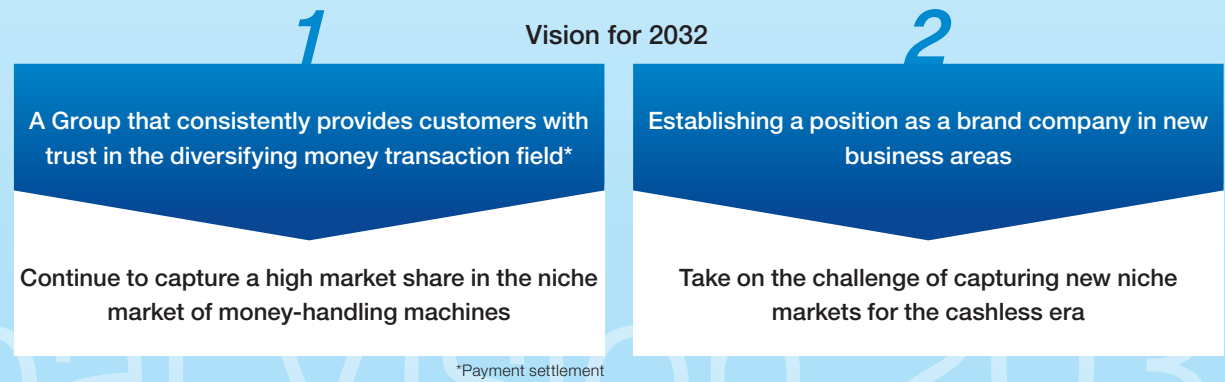 Vision for 2032
1
A Group that consistently provides customers with
trust in the diversifying money transaction field*
Continue to capture a high market share in the niche
market of money-handling machines
*Payment settlement
2
Establishing a position as a brand company in new
business areas
Take on the challenge of capturing new niche
markets for the cashless era